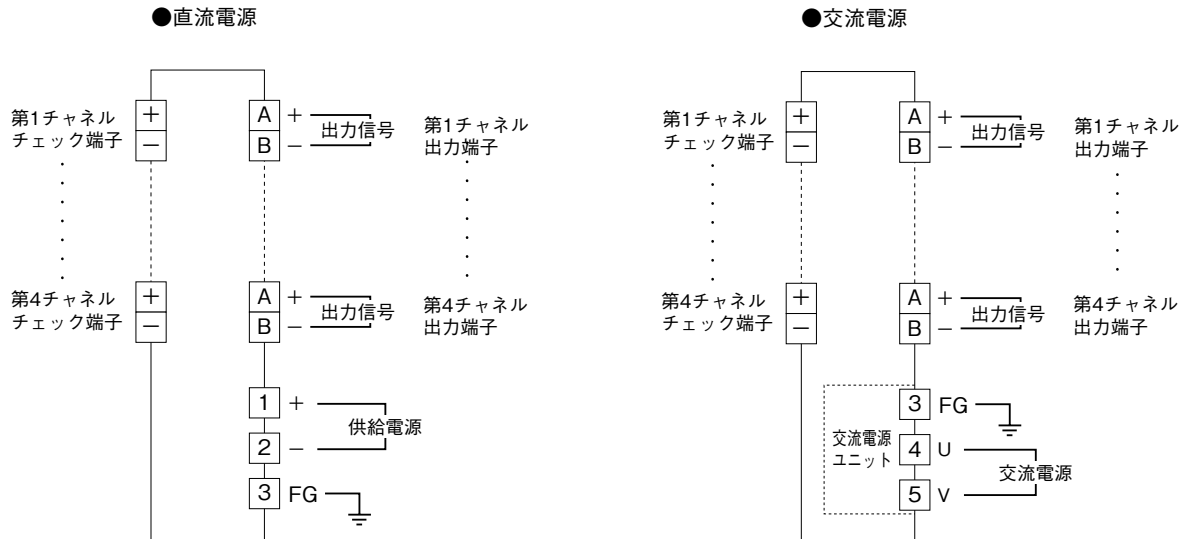 ●直流電源
第1チャネル
チェック端子
+
−
A
B
+
−
出力信号
第1チャネル
出力端子
第4チャネル
チェック端子
+
−
A
B
+
−
出力信号
第4チャネル
出力端子
1
+
2
−
供給電源
3
FG
●交流電源
第1チャネル
チェック端子
+
−
A
B
+
−
出力信号
第1チャネル
出力端子
第4チャネル
チェック端子
+
−
A
B
+
−
出力信号
第4チャネル
出力端子
交流電源
ユニット
3
FG
4
U
5
V
交流電源